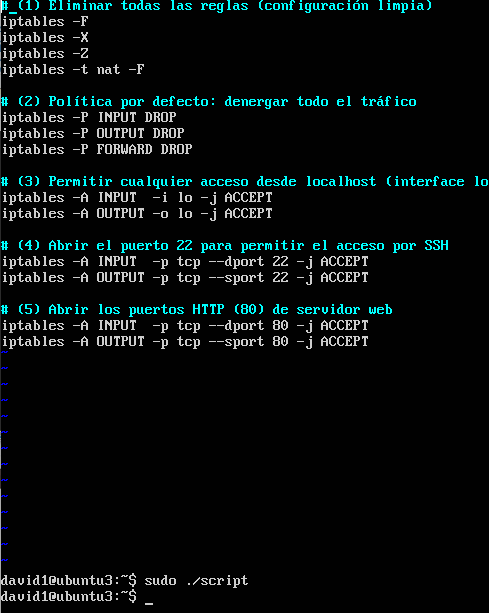 # (1) Eliminar todas las reglas (configuración limpia)
iptables -F
iptables -X
iptables -Z
iptables -t nat -F
# (2) Política por defecto: denergar todo el tráfico
iptables -P INPUT DROP
iptables -P OUTPUT DROP
iptables -P FORWARD DROP
# (3) Permitir cualquier acceso desde localhost (interface lo
iptables -A INPUT  -i lo -j ACCEPT
iptables -A OUTPUT -o lo -j ACCEPT
# (4) Abrir el puerto 22 para permitir el acceso por SSH
iptables -A INPUT  -p tcp --dport 22 -j ACCEPT
iptables -A OUTPUT -p tcp --sport 22 -j ACCEPT
# (5) Abrir los puertos HTTP (80) de servidor web
iptables -A INPUT  -p tcp --dport 80 -j ACCEPT
iptables -A OUTPUT -p tcp --sport 80 -j ACCEPT
~
~
~
~
~
~
~
~
~
~
~
~
~
~
david1@ubuntu3:~$ sudo ./script
david1@ubuntu3:~$ _